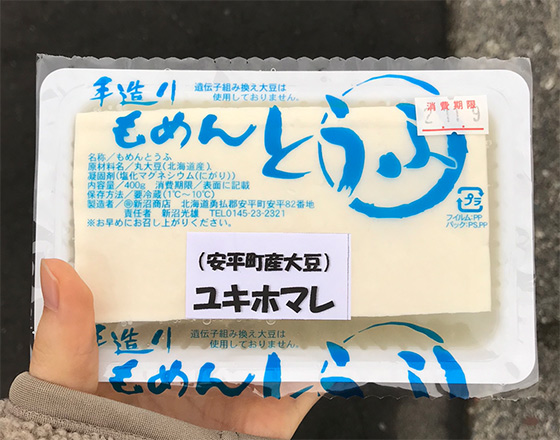 手造り
遺伝子組み換え大豆は
使用しておりません。
もめんとうふ
消費期限
2.11.9
名称/もめんとうふ
原材料名/丸大豆(北海道産)、
凝固剤(塩化マグネシウム(にがり))
内容量/400g 消費期限/表面に記載
保存方法/要冷蔵(1℃〜10℃)
製造者/㊑新沼商店 北海道勇払郡安平町安平82番地
責任者 新沼光雄 TEL0145-23-2321
※お早めにお召し上がりください。
プラ
フィルム:PP
パック:PS,PP
(安平町産大豆)
ユキホマレ
手造り
遺伝子組み換え大豆は
使用しておりません。
もめんとうふ